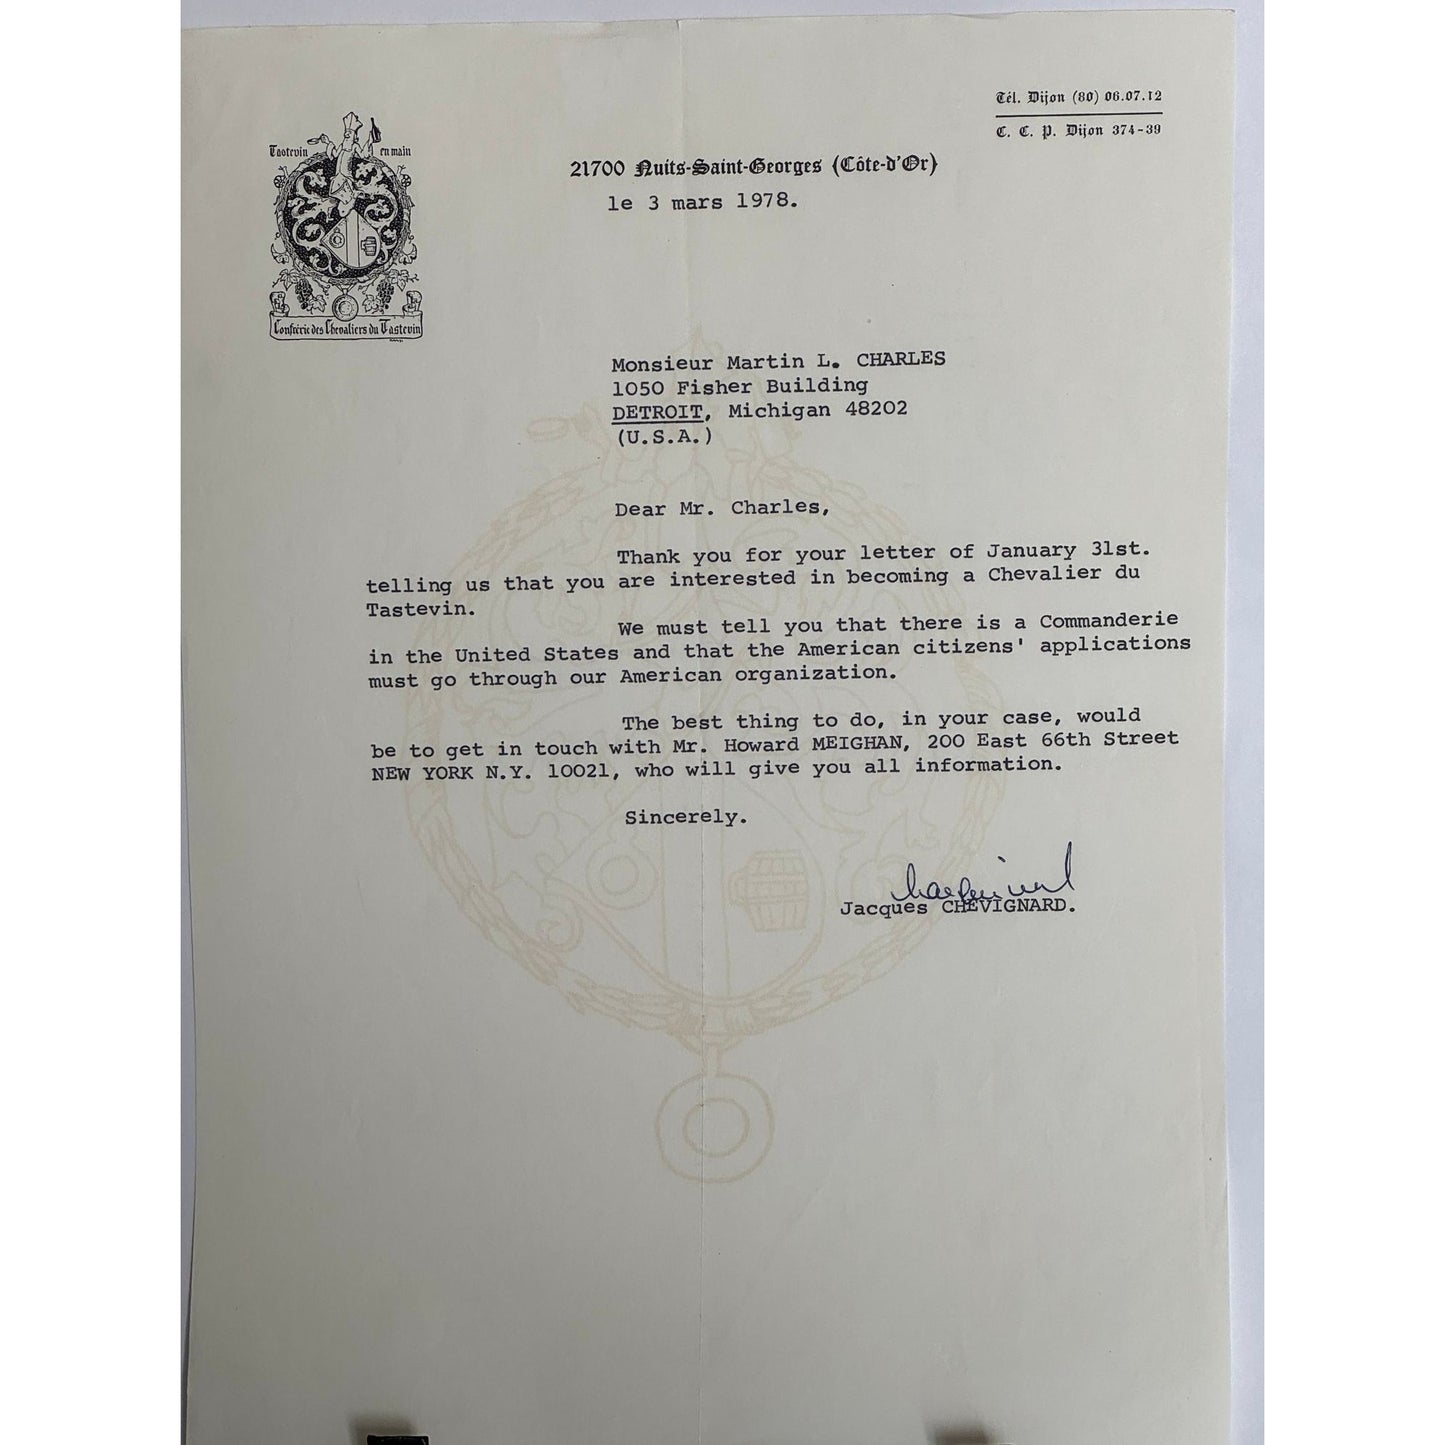 Tél. Dijon (80) 06.07.12
C. C. P. Dijon 374-39
Tastevin en main
Confrérie des Chevaliers du Tastevin
21700 Nuits-Saint-Georges (Côte-d'Or)
le 3 mars 1978.
Monsieur Martin L. CHARLES
1050 Fisher Building
DETROIT, Michigan 48202
(U.S.A.)
Dear Mr. Charles,
Thank you for your letter of January 31st.
telling us that you are interested in becoming a Chevalier du
Tastevin.
We must tell you that there is a Commanderie
in the United States and that the American citizens' applications
must go through our American organization.
The best thing to do, in your case, would
be to get in touch with Mr. Howard MEIGHAN, 200 East 66th Street
NEW YORK N.Y. 10021, who will give you all information.
Sincerely.
Jacques CHEVIGNARD.